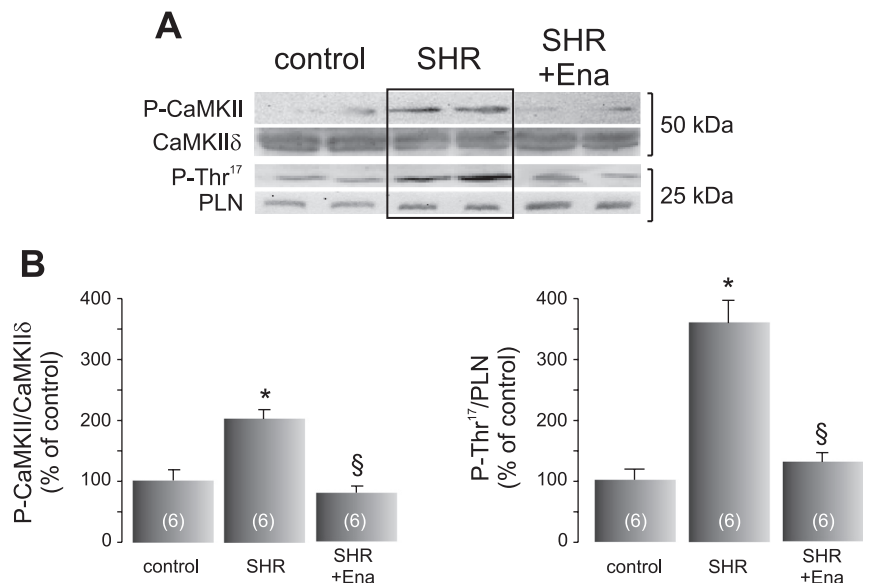 A
control SHR SHR
+Ena
P-CaMKII
CaMKIIδ
50 kDa
P-Thr¹⁷
PLN
25 kDa
B
P-CaMKII/CaMKIIδ
(% of control)
400
300
200
100
0
*
§
(6) (6) (6)
control SHR SHR
+Ena
P-Thr¹⁷/PLN
(% of control)
400
300
200
100
0
*
§
(6) (6) (6)
control SHR SHR
+Ena